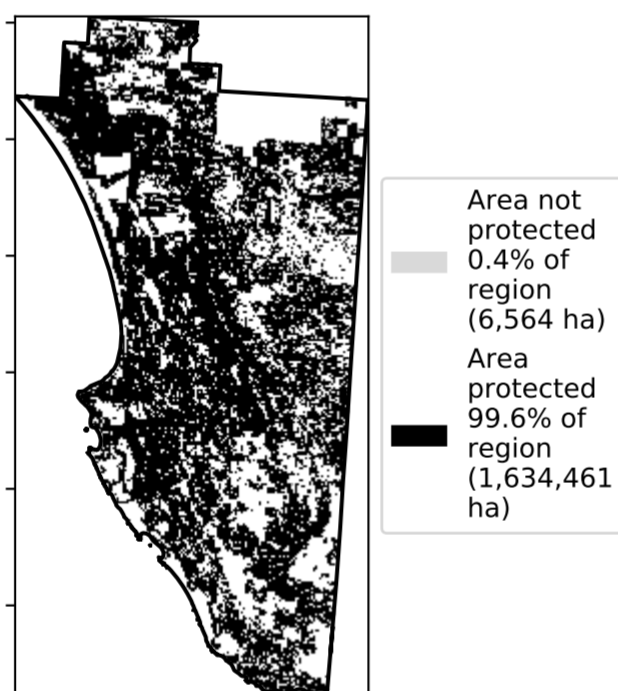 Area not
protected
0.4% of
region
(6,564 ha)
Area
protected
99.6% of
region
(1,634,461
ha)